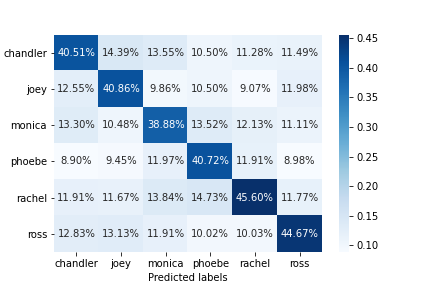 chandler 40.51% 14.39% 13.55% 10.50% 11.28% 11.49%
joey 12.55% 40.86% 9.86% 10.50% 9.07% 11.98%
monica 13.30% 10.48% 38.88% 13.52% 12.13% 11.11%
phoebe 8.90% 9.45% 11.97% 40.72% 11.91% 8.98%
rachel 11.91% 11.67% 13.84% 14.73% 45.60% 11.77%
ross 12.83% 13.13% 11.91% 10.02% 10.03% 44.67%
chandler joey monica phoebe rachel ross
Predicted labels
0.45
0.40
0.35
0.30
0.25
0.20
0.15
0.10